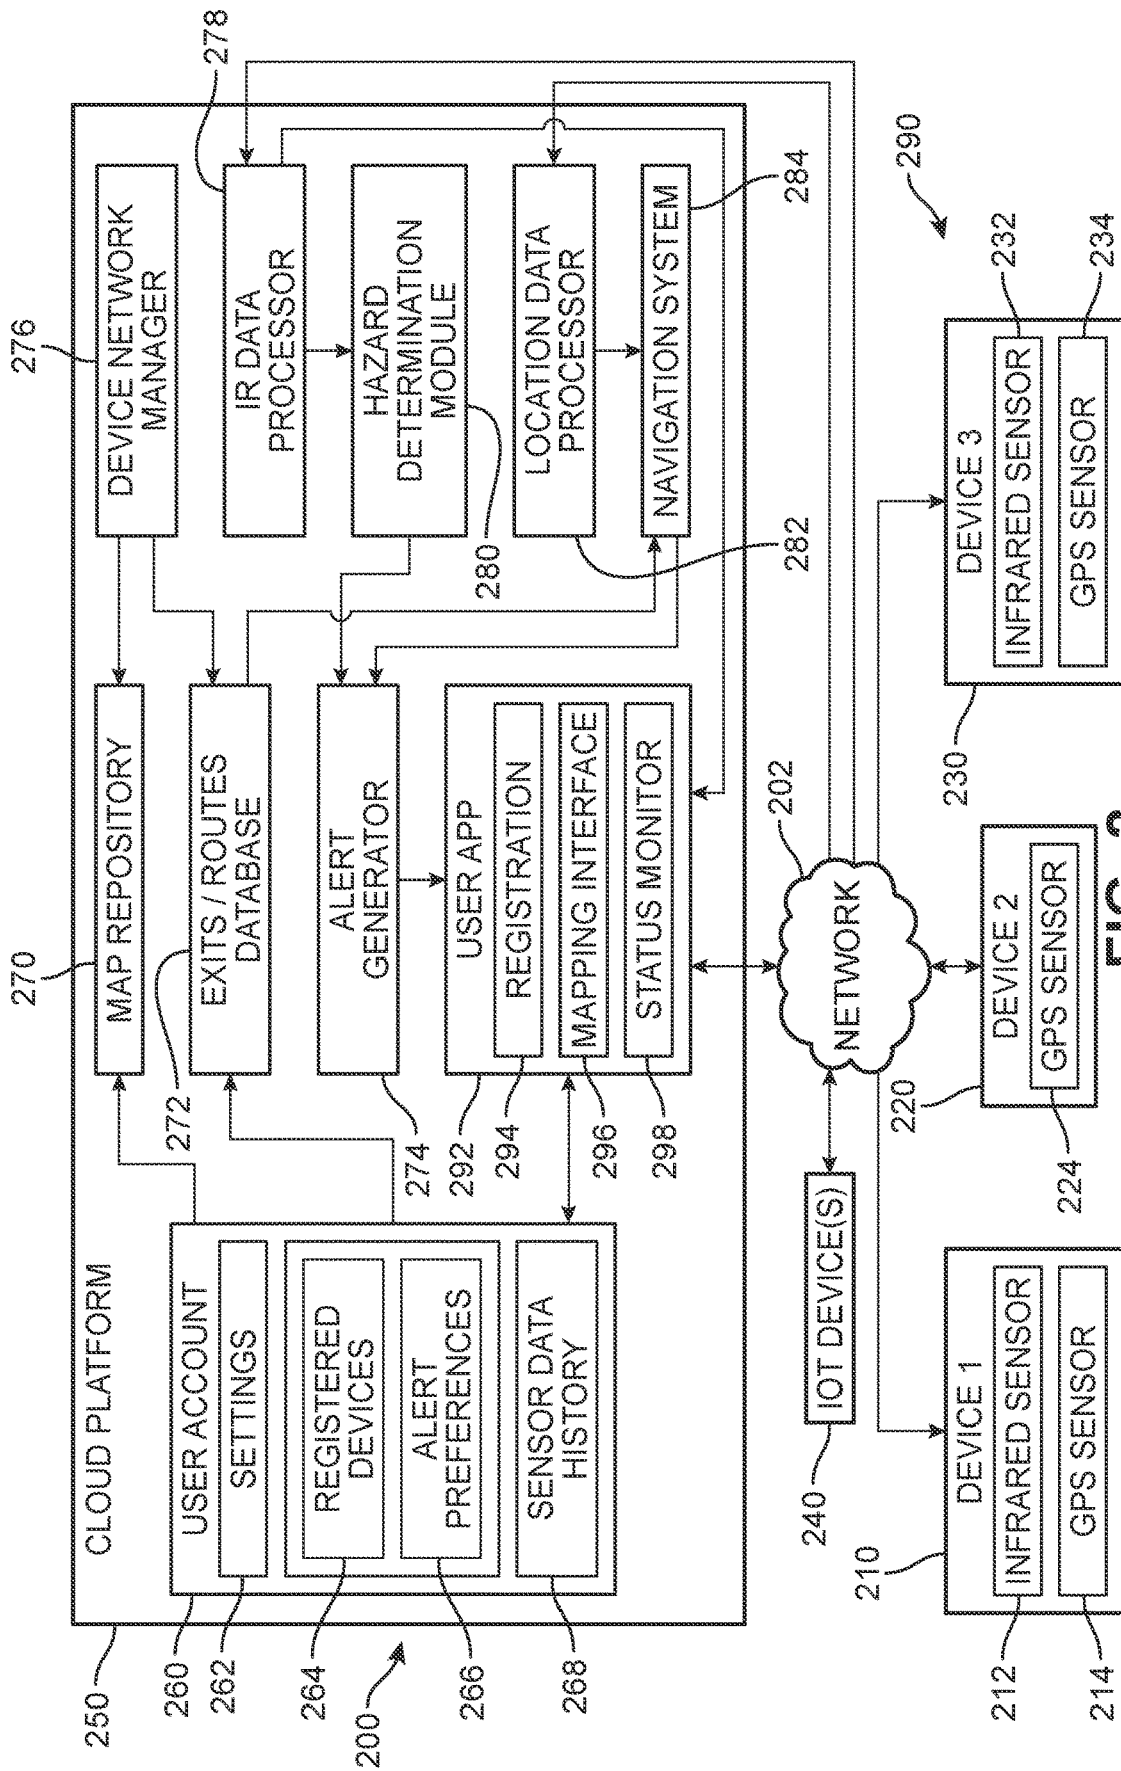 250
CLOUD PLATFORM
260
USER ACCOUNT
262
SETTINGS
264
REGISTERED
DEVICES
266
ALERT
PREFERENCES
268
SENSOR DATA
HISTORY
200
270
MAP REPOSITORY
272
EXITS / ROUTES
DATABASE
274
ALERT
GENERATOR
292
USER APP
294
REGISTRATION
296
MAPPING INTERFACE
298
STATUS MONITOR
276
DEVICE NETWORK
MANAGER
278
IR DATA
PROCESSOR
280
HAZARD
DETERMINATION
MODULE
282
LOCATION DATA
PROCESSOR
284
NAVIGATION SYSTEM
202
NETWORK
240
IOT DEVICE(S)
290
210
DEVICE 1
212
INFRARED SENSOR
214
GPS SENSOR
220
DEVICE 2
224
GPS SENSOR
230
DEVICE 3
232
INFRARED SENSOR
234
GPS SENSOR